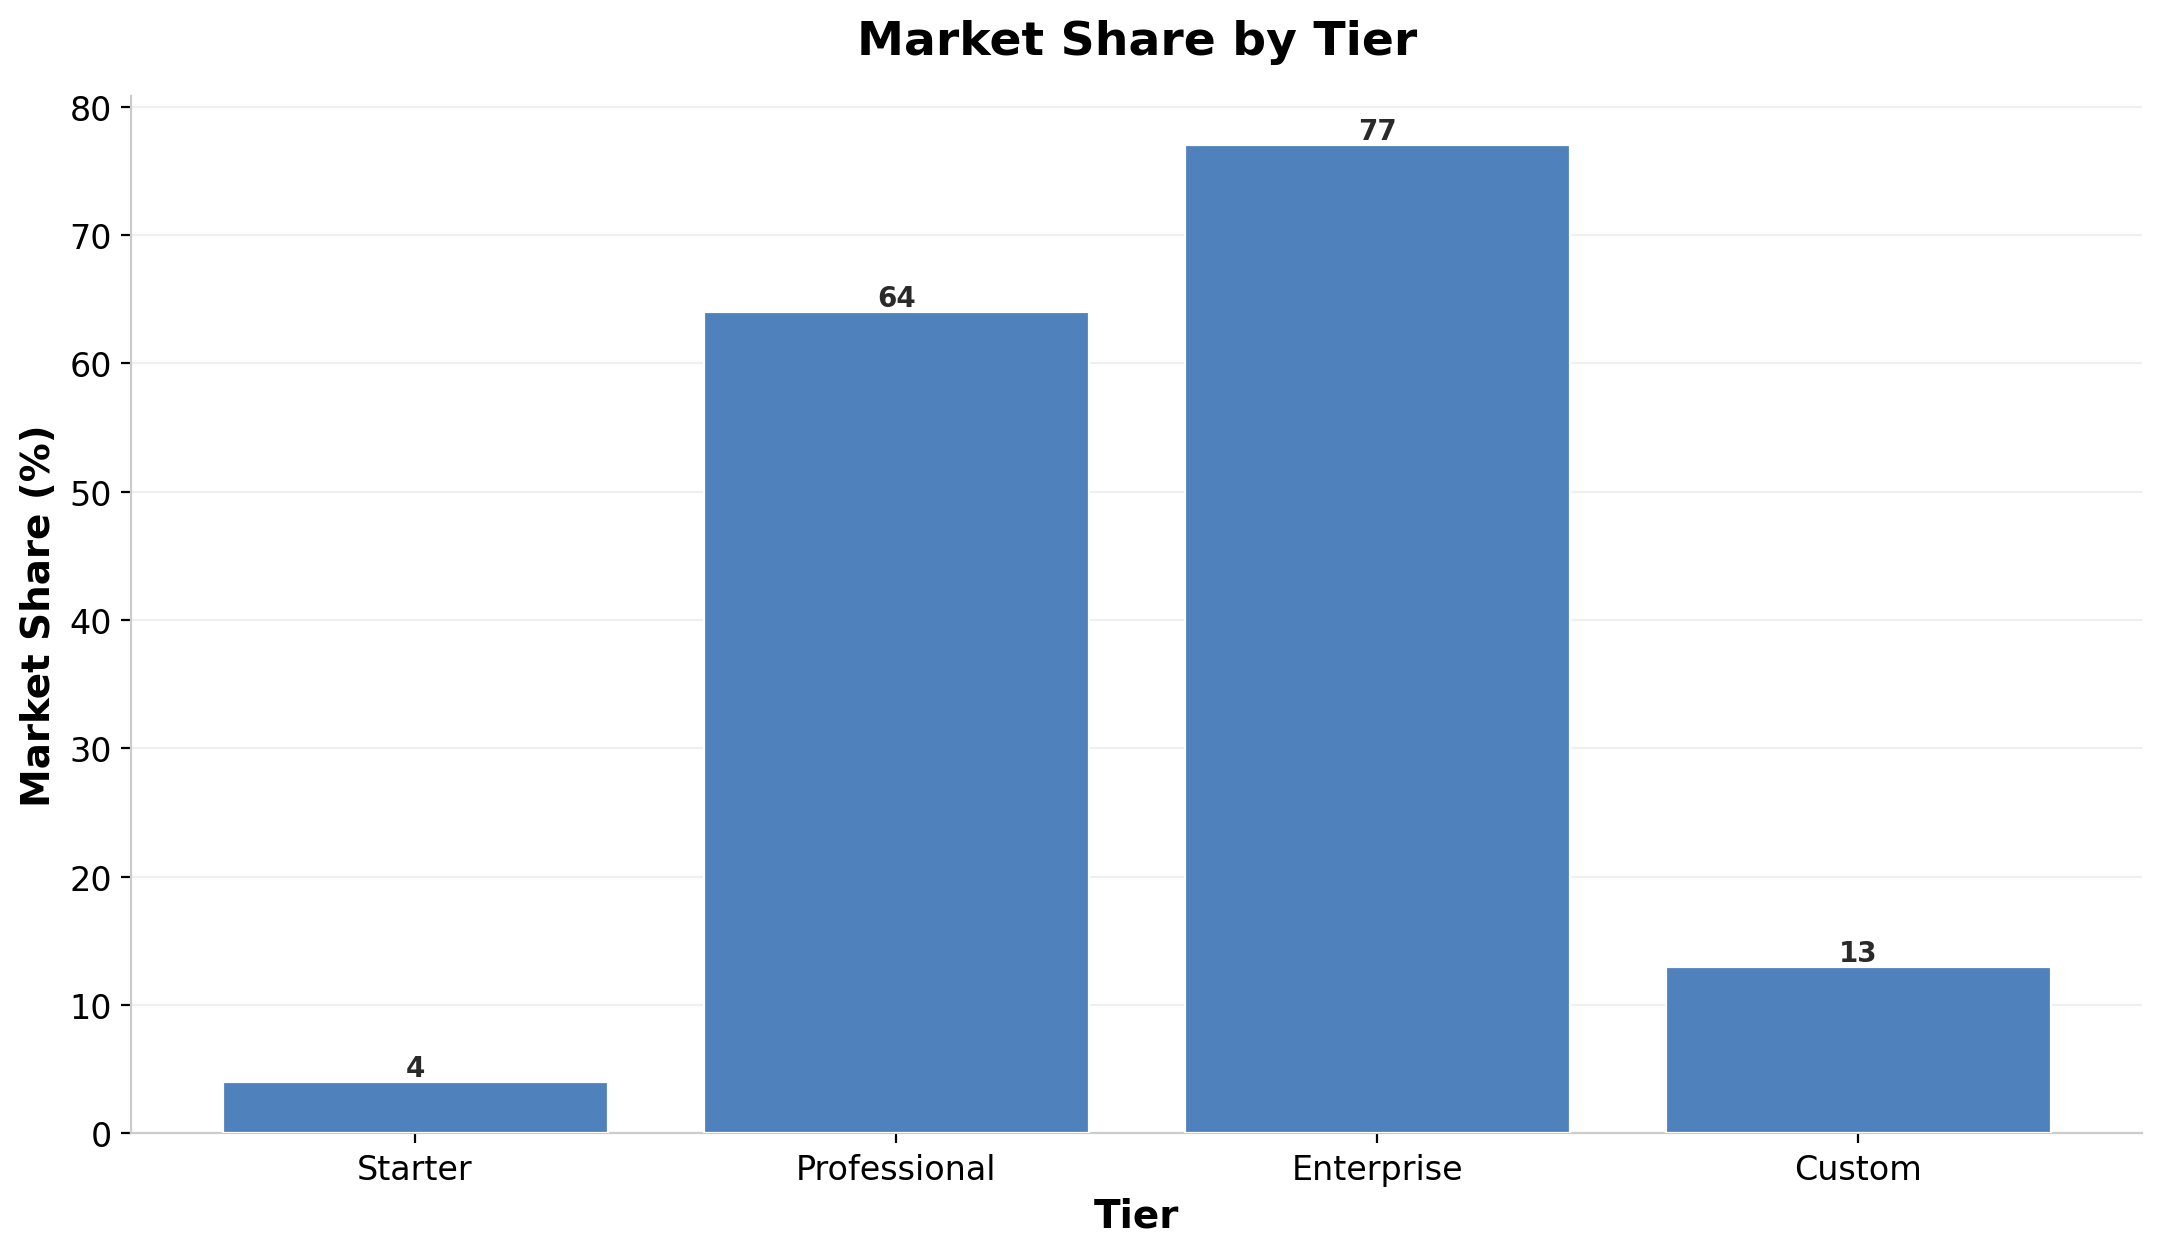 Market Share by Tier
80
70
60
50
40
30
20
10
0
Market Share (%)
4
64
77
13
Starter
Professional
Enterprise
Custom
Tier